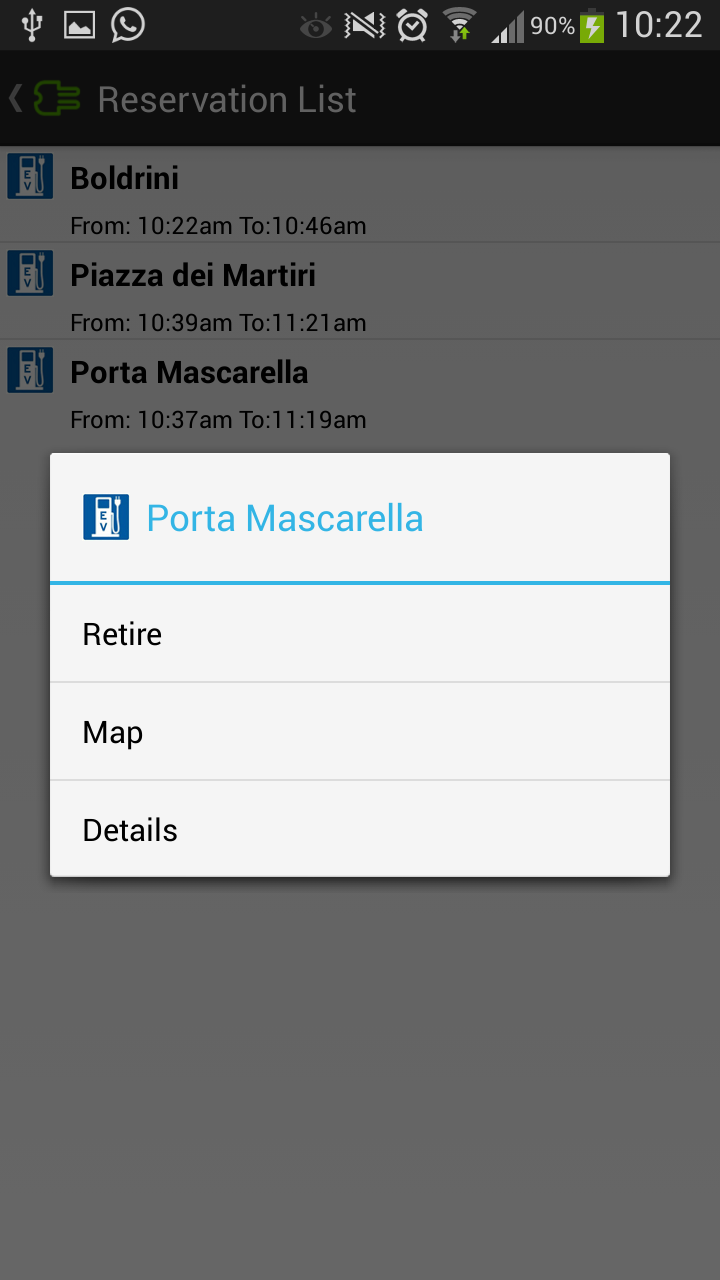 90% 10:22
Reservation List
EV Boldrini
From: 10:22am To:10:46am
EV Piazza dei Martiri
From: 10:39am To:11:21am
EV Porta Mascarella
From: 10:37am To:11:19am
EV Porta Mascarella
Retire
Map
Details